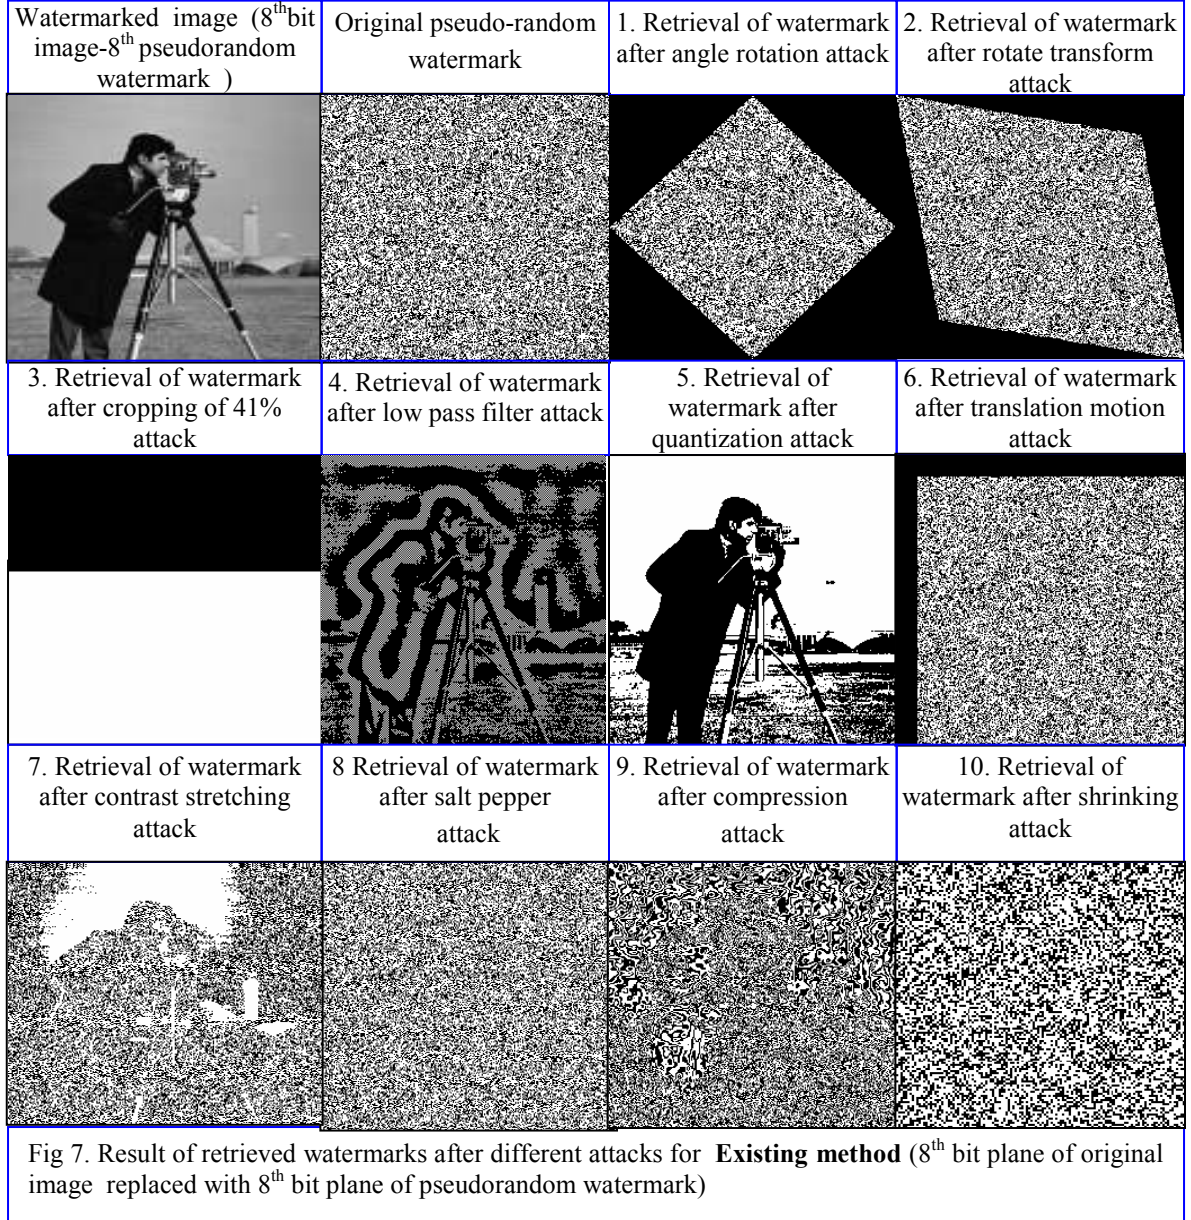 Watermarked image (8thbit
image-8th pseudorandom
watermark )
Original pseudo-random
watermark
1. Retrieval of watermark
after angle rotation attack
2. Retrieval of watermark
after rotate transform
attack
3. Retrieval of watermark
after cropping of 41%
attack
4. Retrieval of watermark
after low pass filter attack
5. Retrieval of
watermark after
quantization attack
6. Retrieval of watermark
after translation motion
attack
7. Retrieval of watermark
after contrast stretching
attack
8 Retrieval of watermark
after salt pepper
attack
9. Retrieval of watermark
after compression
attack
10. Retrieval of
watermark after shrinking
attack
Fig 7. Result of retrieved watermarks after different attacks for Existing method (8th bit plane of original
image replaced with 8th bit plane of pseudorandom watermark)